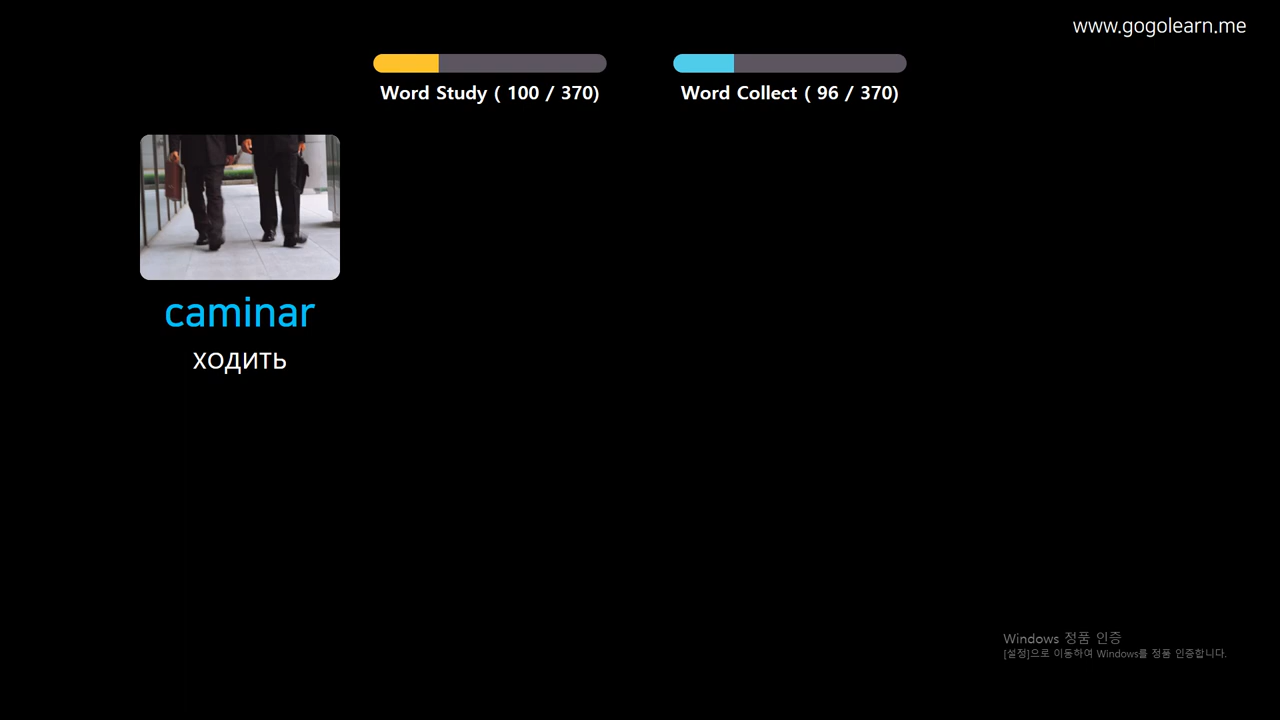 www.gogolearn.me
Word Study ( 100 / 370)
Word Collect ( 96 / 370)
caminar
ходить
Windows 정품 인증
[설정]으로 이동하여 Windows를 정품 인증합니다.